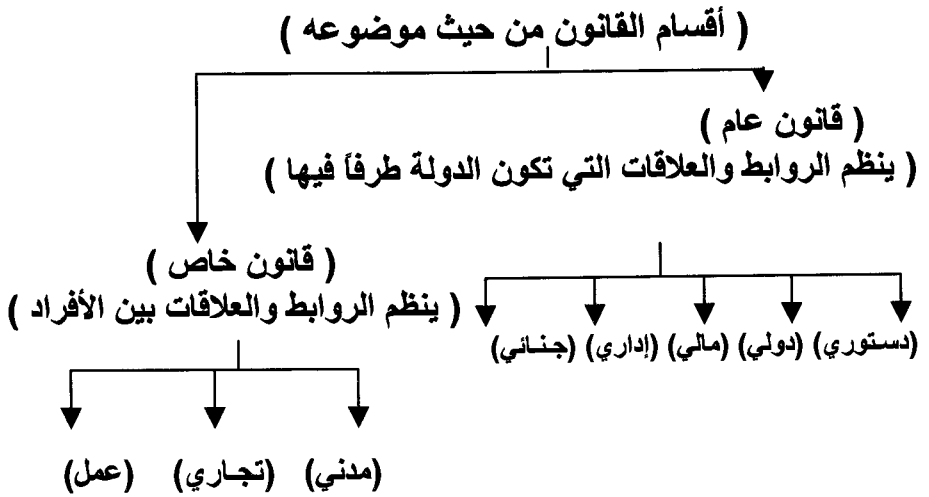 ( أقسام القانون من حيث موضوعه )
( قانون عام )
( ينظم الروابط والعلاقات التي تكون الدولة طرفاً فيها )
(دستوري) (دولي) (مالي) (إداري) (جنائي)
( قانون خاص )
( ينظم الروابط والعلاقات بين الأفراد )
(مدني) (تجاري) (عمل)